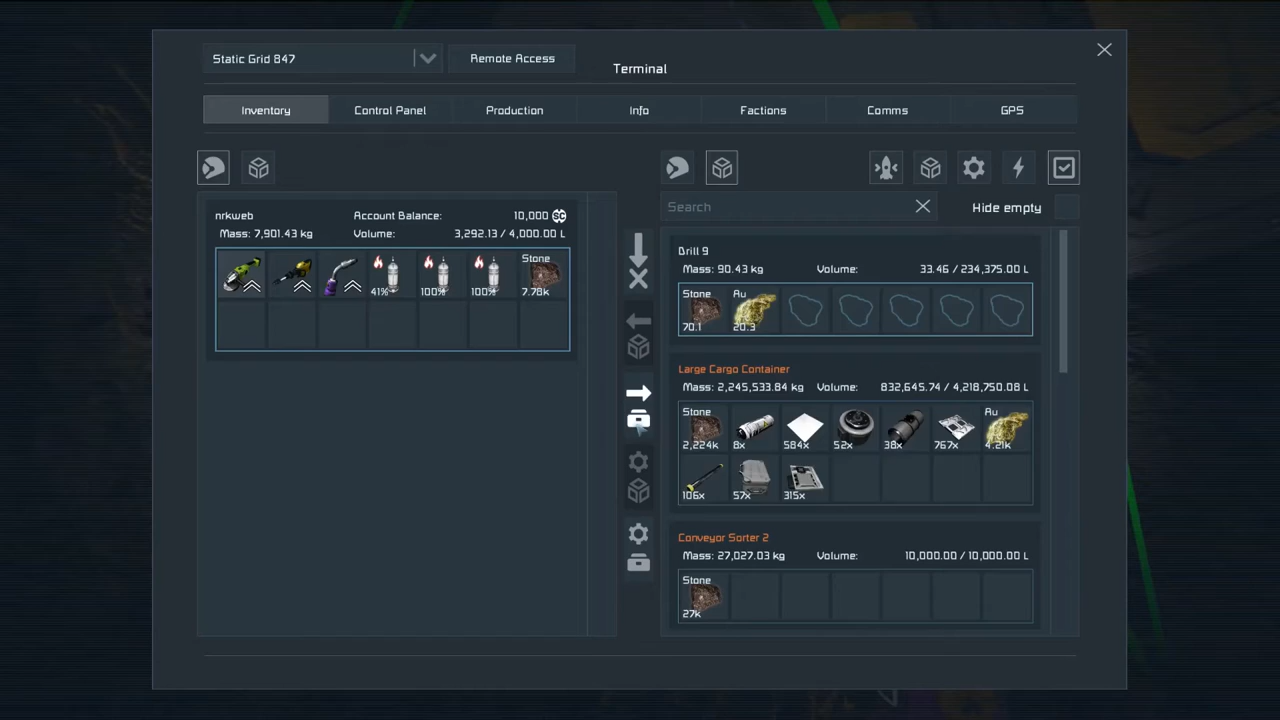 Static Grid 847
Remote Access
Terminal
Inventory
Control Panel
Production
Info
Factions
Comms
GPS
Search
Hide empty
nrkweb
Account Balance:
10,000 SC
Mass: 7,901.43 kg
Volume:
3,292.13 / 4,000.00 L
Stone
41%
100%
100%
7.78k
Drill 9
Mass: 90.43 kg
Volume:
33.46 / 234,375.00 L
Stone
Au
70.1
20.3
Large Cargo Container
Mass: 2,245,533.84 kg
Volume:
832,645.74 / 4,218,750.08 L
Stone
Au
2,224k
8x
584x
52x
38x
767x
4.21k
106x
57x
315x
Conveyor Sorter 2
Mass: 27,027.03 kg
Volume:
10,000.00 / 10,000.00 L
Stone
27k